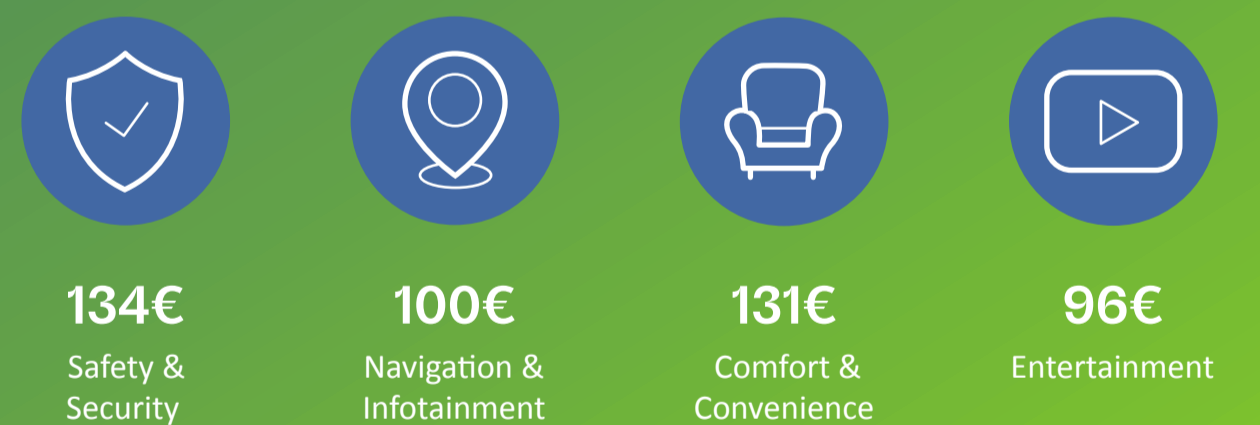 134€
Safety &
Security
100€
Navigation &
Infotainment
131€
Comfort &
Convenience
96€
Entertainment